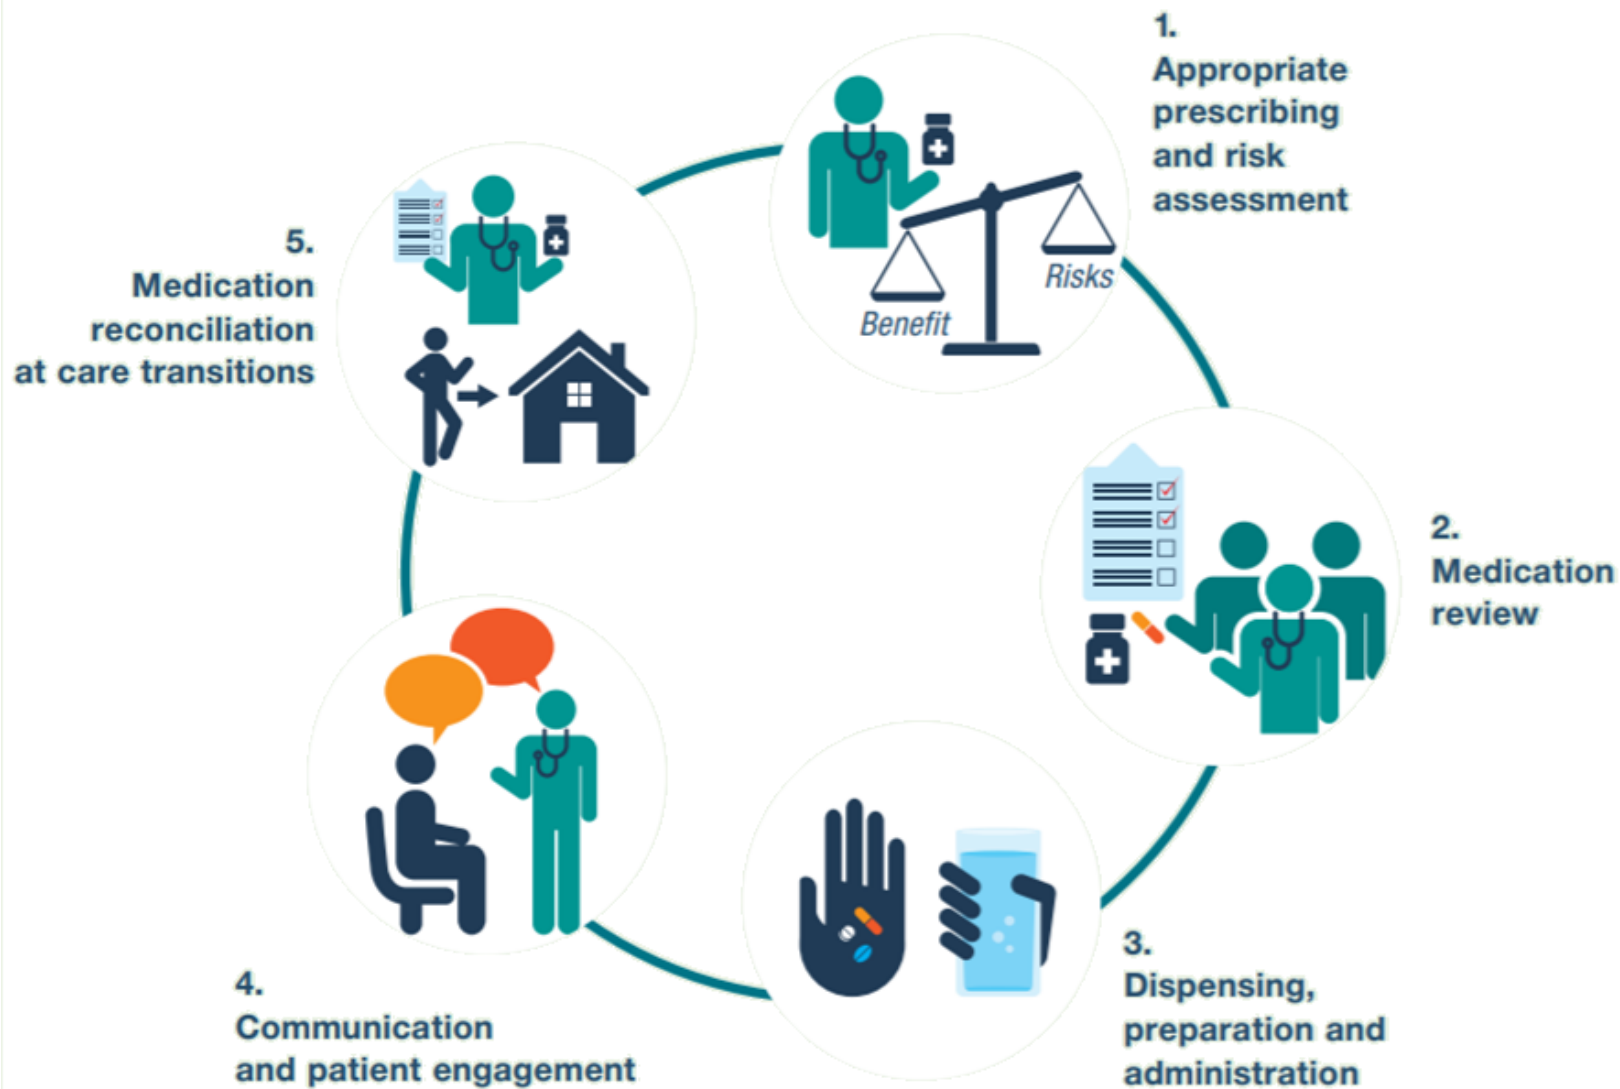 1.
Appropriate
prescribing
and risk
assessment
Risks
Benefit
2.
Medication
review
3.
Dispensing,
preparation and
administration
4.
Communication
and patient engagement
5.
Medication
reconciliation
at care transitions